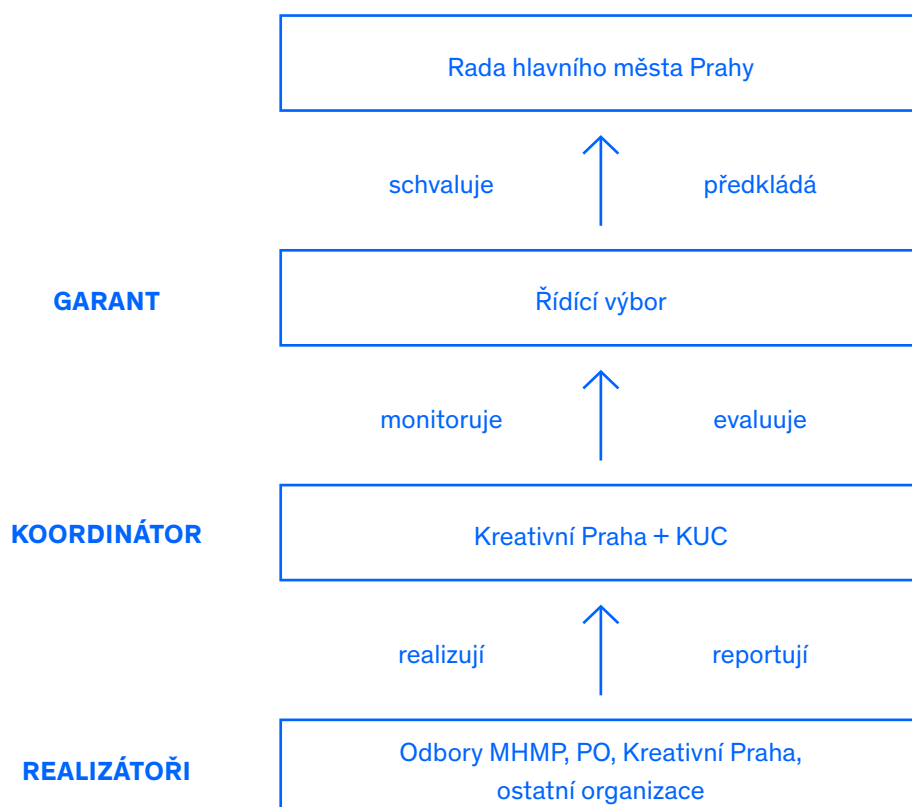 Rada hlavního města Prahy
schvaluje
předkládá
GARANT
Řídící výbor
monitoruje
evaluuje
KOORDINÁTOR
Kreativní Praha + KUC
realizují
reportují
REALIZÁTOŘI
Odbory MHMP, PO, Kreativní Praha,
ostatní organizace